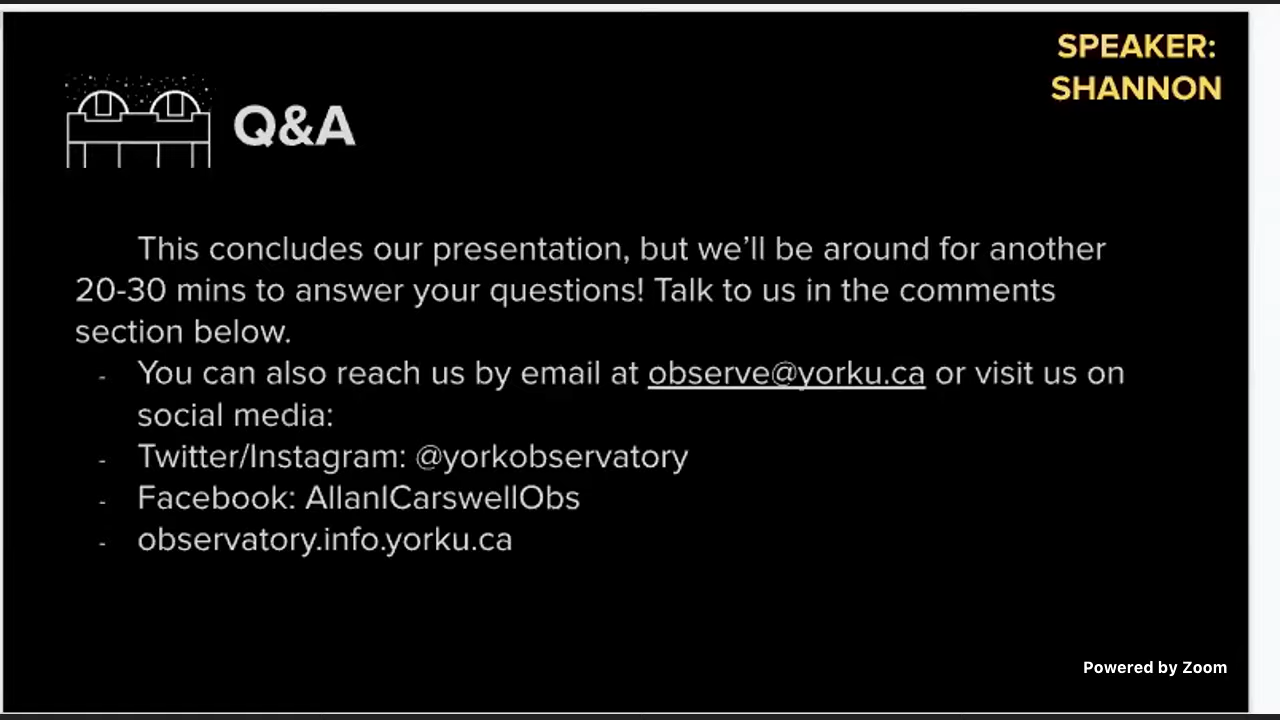 SPEAKER:
SHANNON
Q&A
This concludes our presentation, but we’ll be around for another
20-30 mins to answer your questions! Talk to us in the comments
section below.
- You can also reach us by email at observe@yorku.ca or visit us on
social media:
- Twitter/Instagram: @yorkobservatory
- Facebook: AllanICarswellObs
- observatory.info.yorku.ca
Powered by Zoom